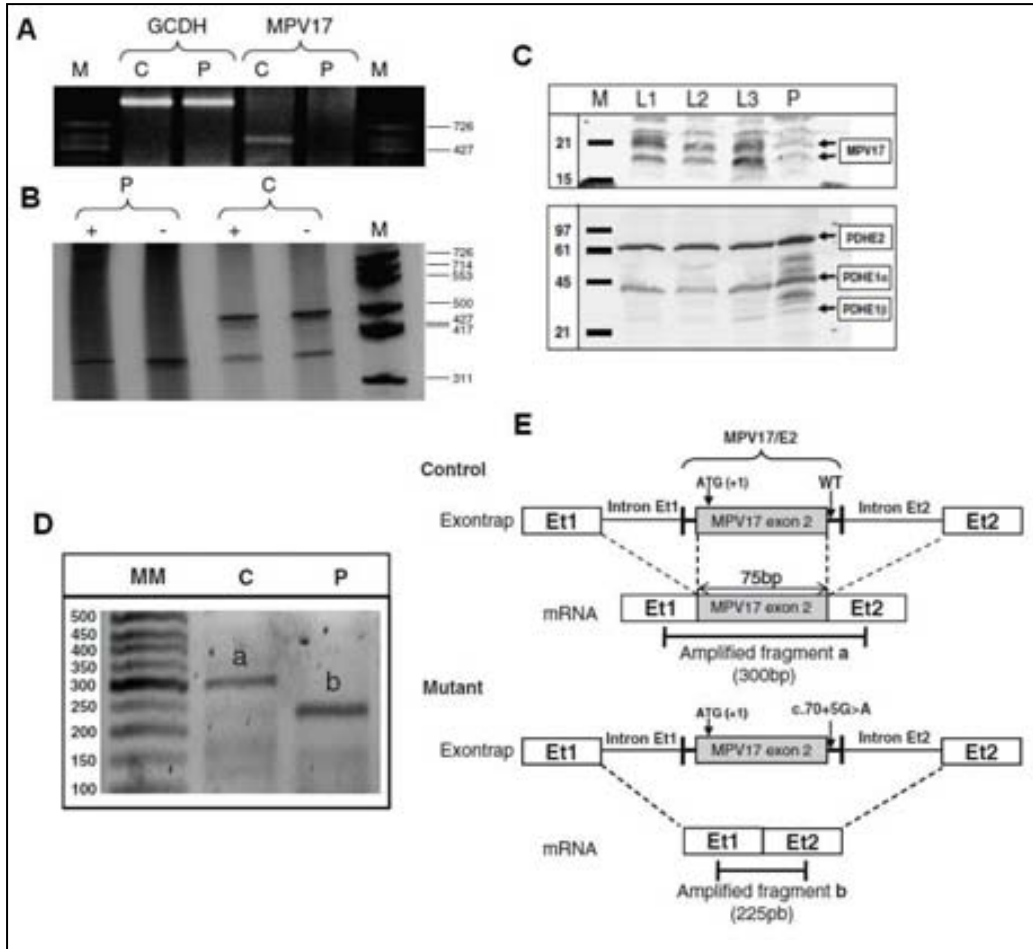 A
GCDH MPV17
M C P C P M
726
427
B
P C
+ - + - M
726
714
553
500
427
417
311
C
M L1 L2 L3 P
21
15
MPV17
97
61
45
21
PDHE2
PDHE1α
PDHE1β
D
MM C P
500
450
400
350
300
250
200
150
100
a
b
E
MPV17/E2
Control
ATG (+1) WT
Exontrap Et1 Intron Et1 MPV17 exon 2 Intron Et2 Et2
75bp
mRNA Et1 MPV17 exon 2 Et2
Amplified fragment a
(300bp)
Mutant
ATG (+1) c.70+5G>A
Exontrap Et1 Intron Et1 MPV17 exon 2 Intron Et2 Et2
mRNA Et1 Et2
Amplified fragment b
(225pb)